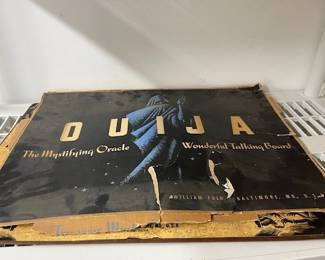 OUIJA
The Mystifying Oracle Wonderful Talking Board
WILLIAM FULD BALTIMORE, MD.